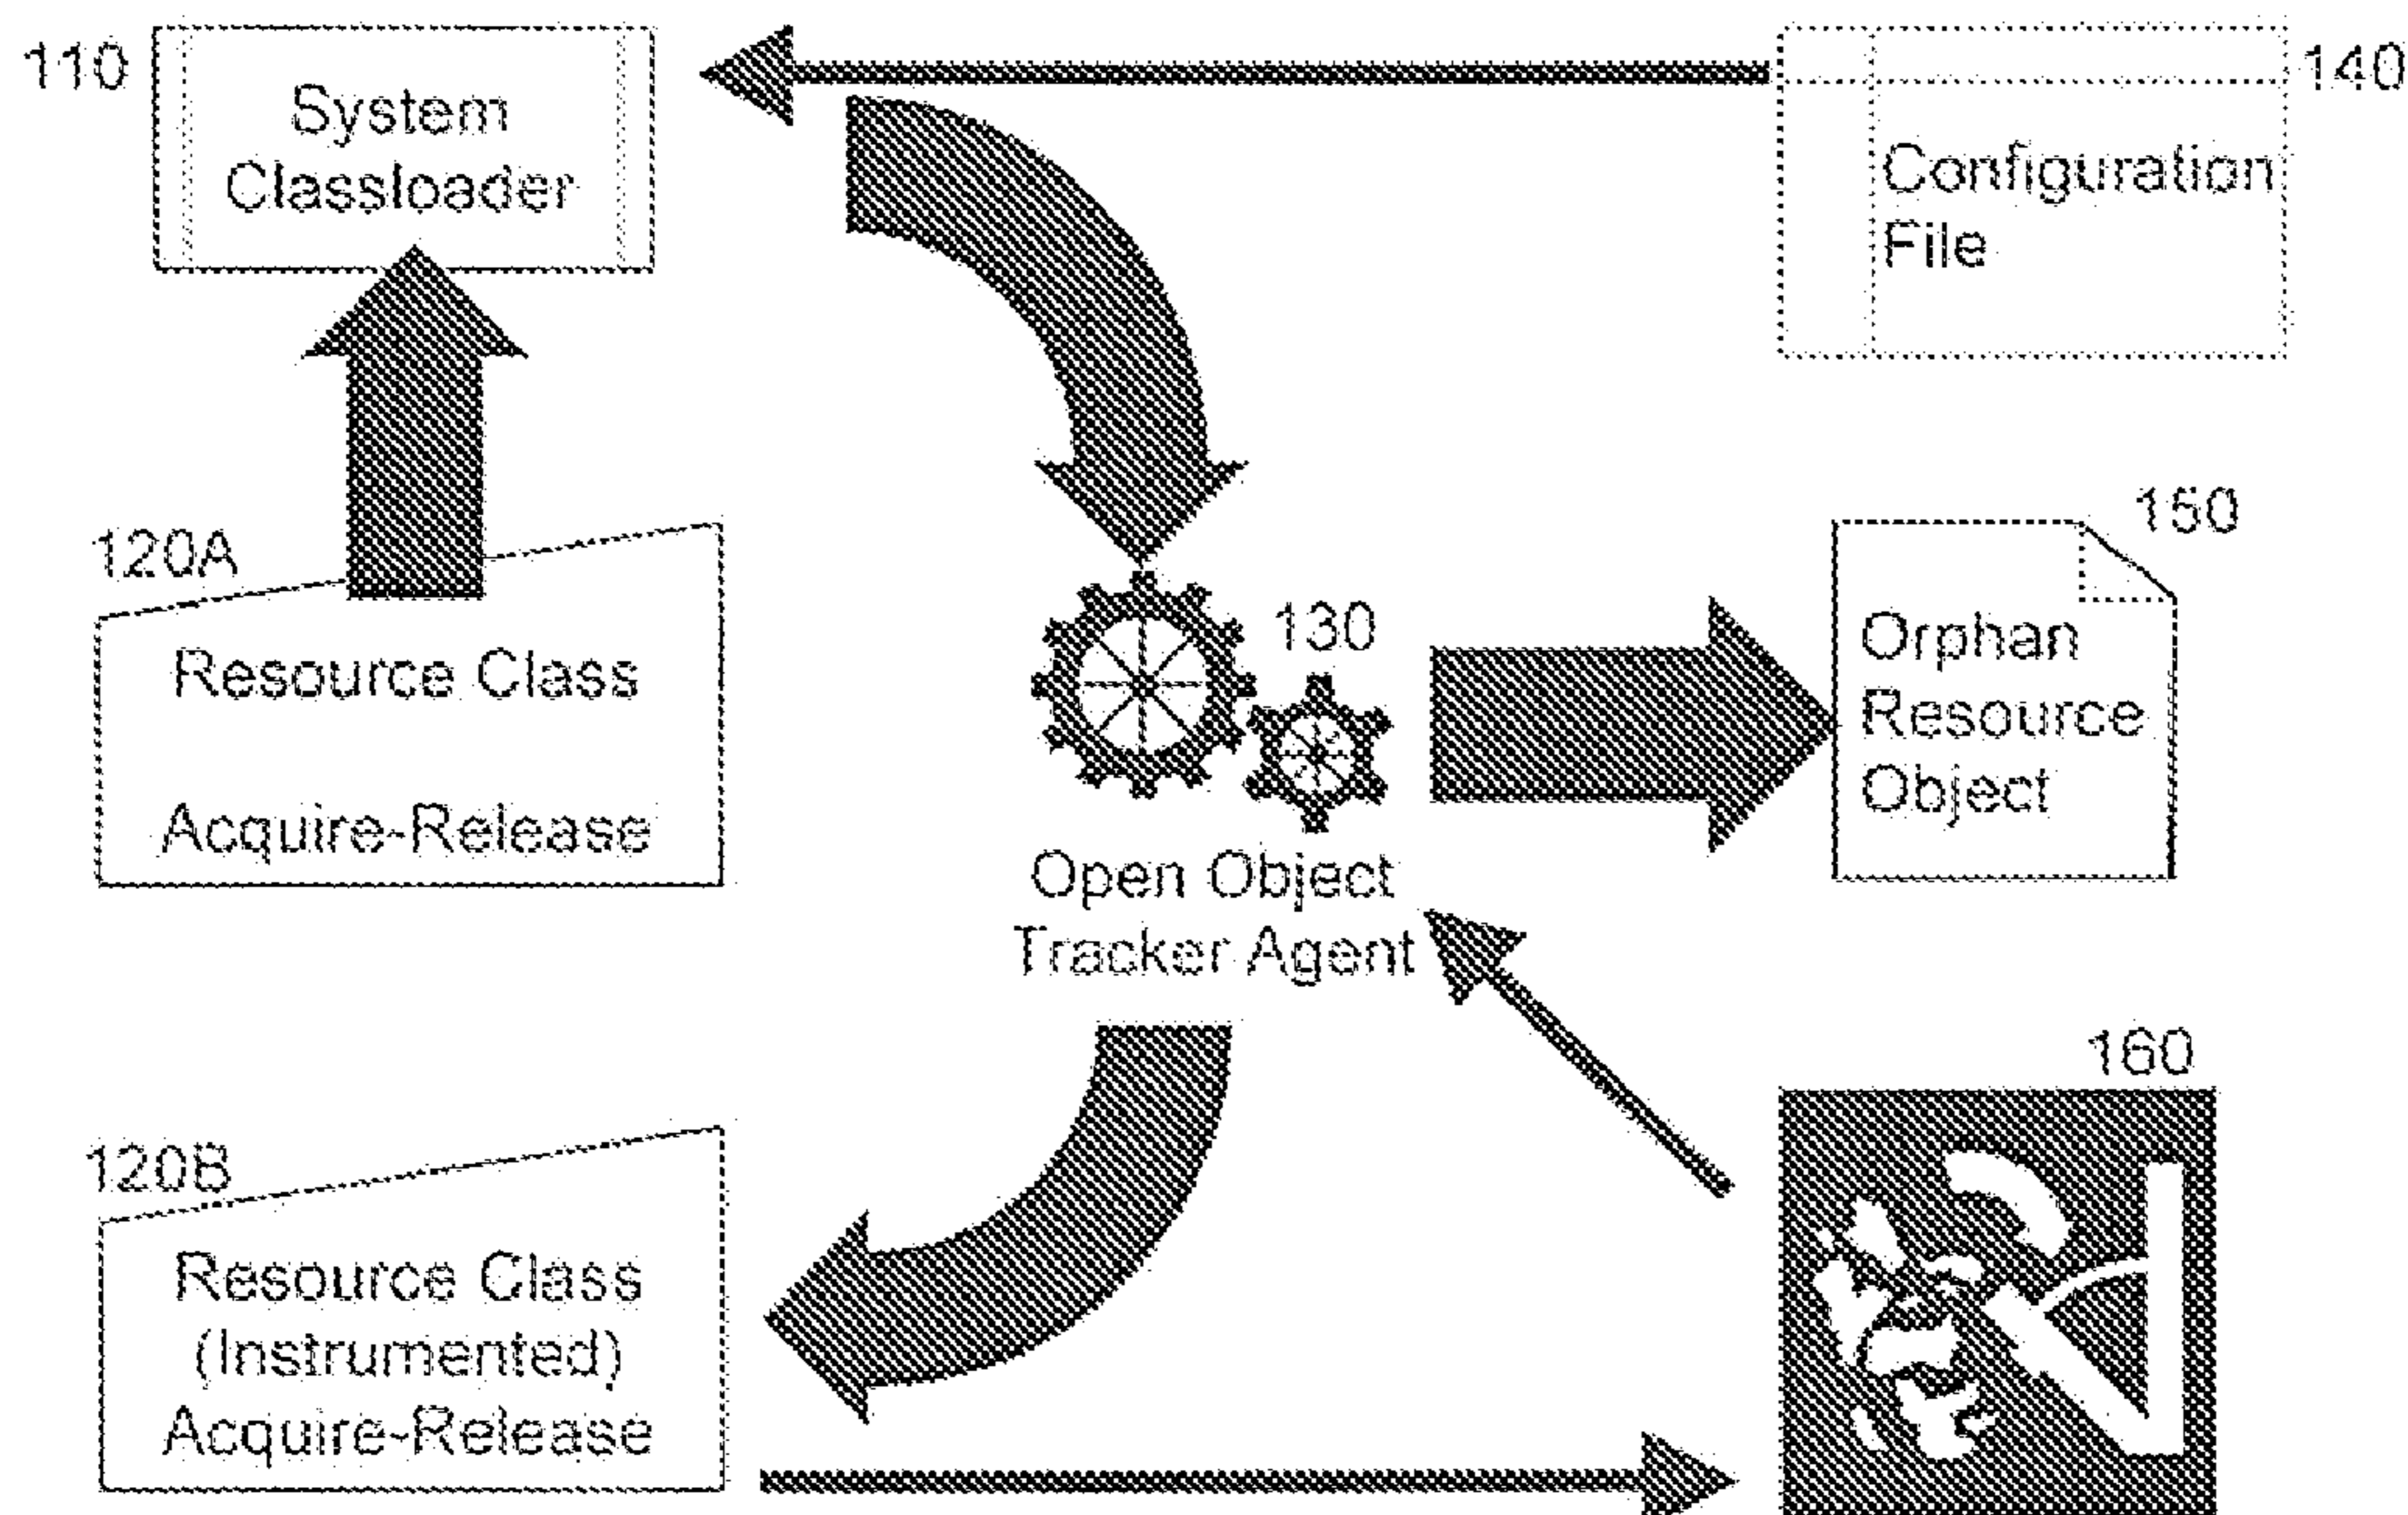 110
System
Classloader
140
Configuration
File
120A
Resource Class
Acquire-Release
130
Open Object
Tracker Agent
150
Orphan
Resource
Object
120B
Resource Class
(Instrumented)
Acquire-Release
160